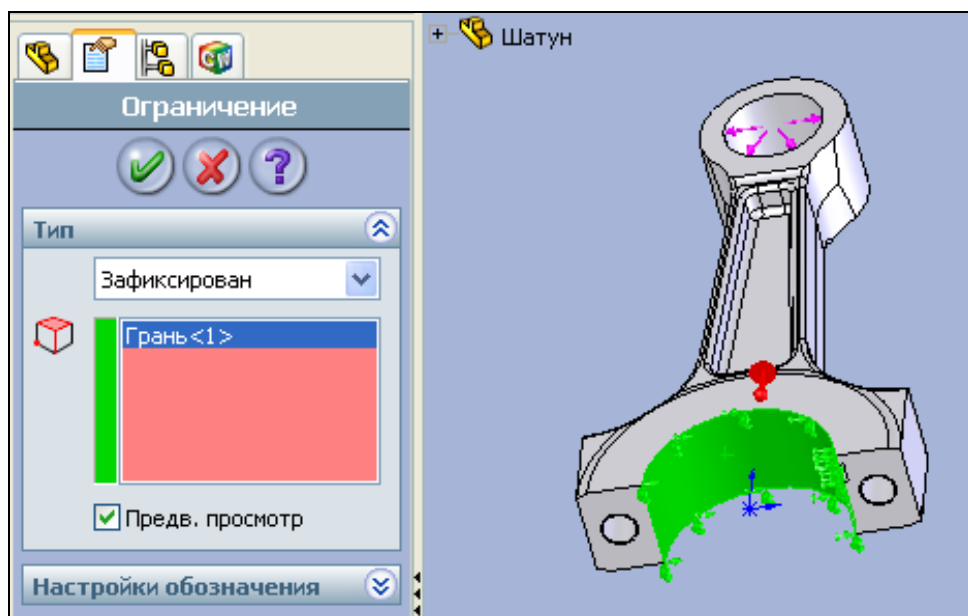 Ограничение
Тип
Зафиксирован
Грань<1>
Предв. просмотр
Настройки обозначения
Шатун